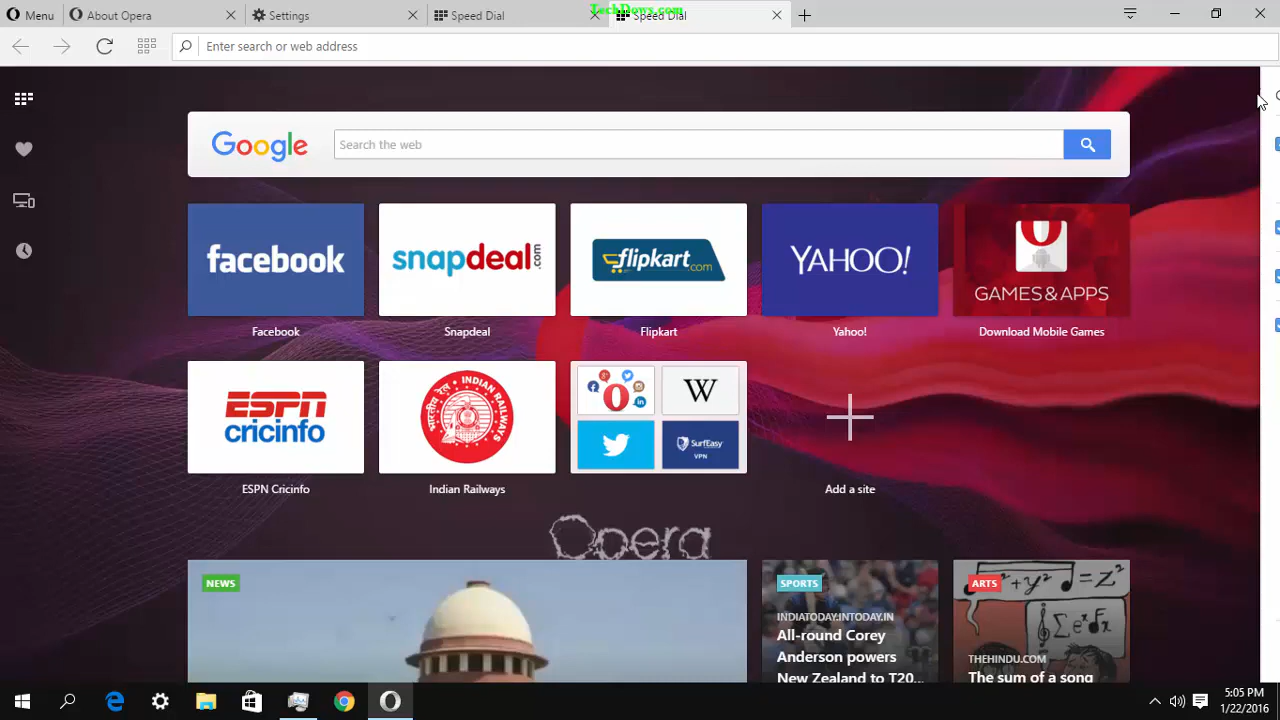 Menu
About Opera
Settings
Speed Dial
TechDows.com
Speed Dial
Enter search or web address
Google
Search the web
facebook
snapdeal.com
flipkart.com
YAHOO!
GAMES & APPS
Facebook
Snapdeal
Flipkart
Yahoo!
Download Mobile Games
ESPN
cricinfo
INDIAN RAILWAYS
भारतीय रेल
W
SurfEasy
VPN
ESPN Cricinfo
Indian Railways
Add a site
Opera
NEWS
SPORTS
INDIATODAY.INTODAY.IN
All-round Corey
Anderson powers
New Zealand to T20...
ARTS
THEHINDU.COM
The sum of a song
5:05 PM
1/22/2016